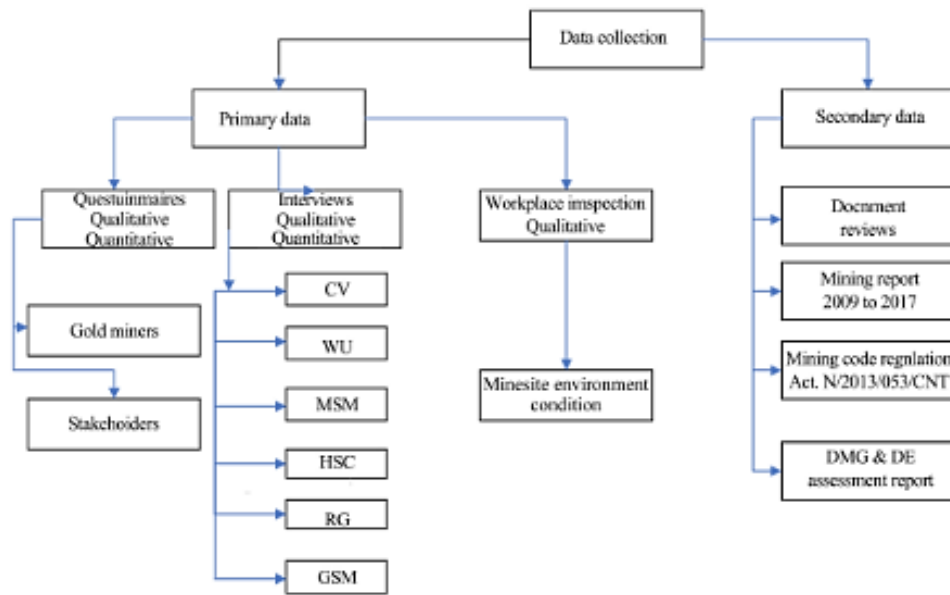 Data collection
Primary data
Secondary data
Questuinmaires
Qualitative
Quantitative
Interviews
Qualitative
Quantitative
Workplace imspection
Qualitative
Docnment
reviews
CV
Mining report
2009 to 2017
Gold miners
WU
Minesite environment
condition
Mining code regnlation
Act. N/2013/053/CNT
Stakehoiders
MSM
HSC
DMG & DE
assessment report
RG
GSM